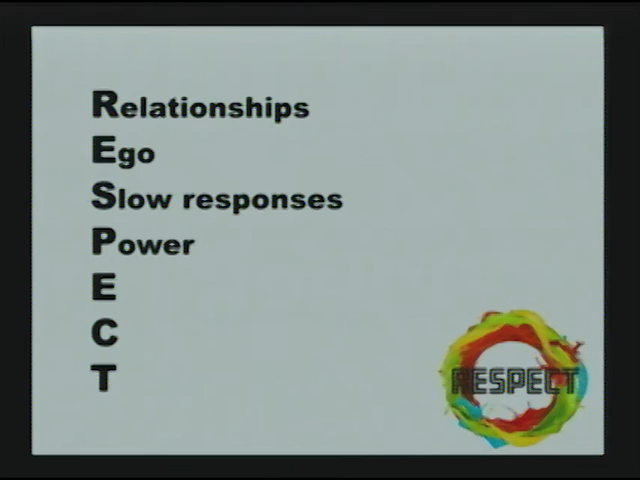 Relationships
Ego
Slow responses
Power
E
C
T
RESPECT